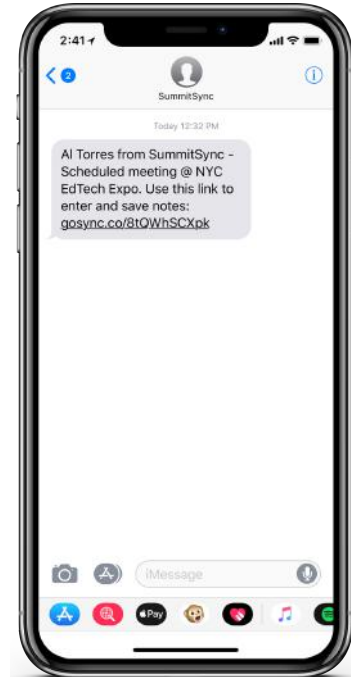 2:41
2
SummitSync
Today 12:32 PM
Al Torres from SummitSync -
Scheduled meeting @ NYC
EdTech Expo. Use this link to
enter and save notes:
gosync.co/8tQWhSCXpk
iMessage
Pay